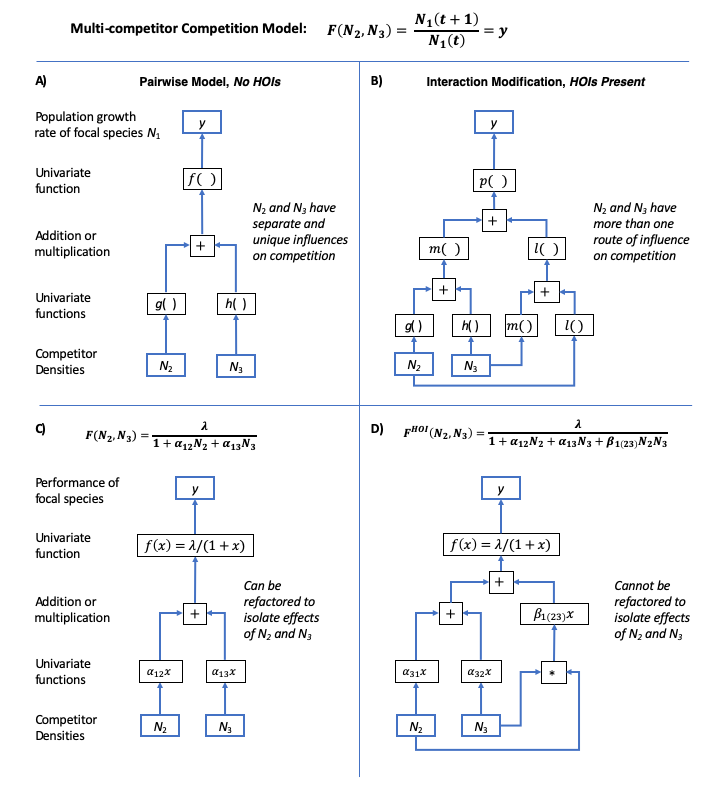 Multi-competitor Competition Model: F(N₂, N₃) = N₁(t + 1) / N₁(t) = y
A) Pairwise Model, No HOIs
Population growth
rate of focal species N₁
y
Univariate
function
f( )
N₂ and N₃ have
separate and
unique influences
on competition
Addition or
multiplication
+
Univariate
functions
g( ) h( )
Competitor
Densities
N₂ N₃
B) Interaction Modification, HOIs Present
y
p( )
+
N₂ and N₃ have
more than one
route of influence
on competition
m( ) l( )
+ +
g( ) h( ) m( ) l( )
N₂ N₃
C) F(N₂, N₃) = λ / 1 + α₁₂N₂ + α₁₃N₃
Performance of
focal species
y
Univariate
function
f(x) = λ/(1 + x)
Can be
refactored to
isolate effects
of N₂ and N₃
Addition or
multiplication
+
Univariate
functions
α₁₂x α₁₃x
Competitor
Densities
N₂ N₃
D) Fᴴᴼᴵ(N₂, N₃) = λ / 1 + α₁₂N₂ + α₁₃N₃ + β₁₍₂₃₎N₂N₃
y
f(x) = λ/(1 + x)
+
Cannot be
refactored to
isolate effects
of N₂ and N₃
+ β₁₍₂₃₎x
α₃₁x α₃₂x *
N₂ N₃